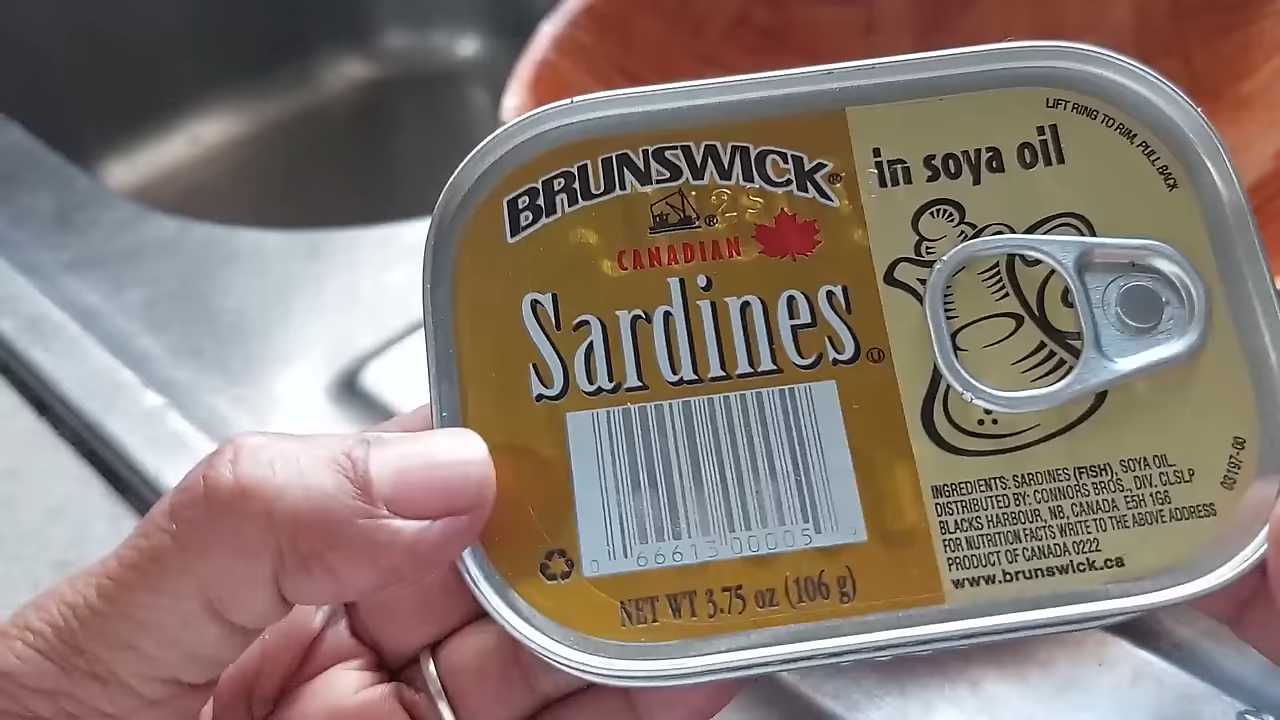 BRUNSWICK®
®
CANADIAN
Sardines Ⓤ
0 66613 00005
NET WT 3.75 oz (106 g)
in soya oil
LIFT RING TO RIM, PULL BACK
INGREDIENTS: SARDINES (FISH), SOYA OIL.
DISTRIBUTED BY: CONNORS BROS., DIV. CLSLP
BLACKS HARBOUR, NB, CANADA E5H 1G6
FOR NUTRITION FACTS WRITE TO THE ABOVE ADDRESS
PRODUCT OF CANADA 0222
www.brunswick.ca
03197-00